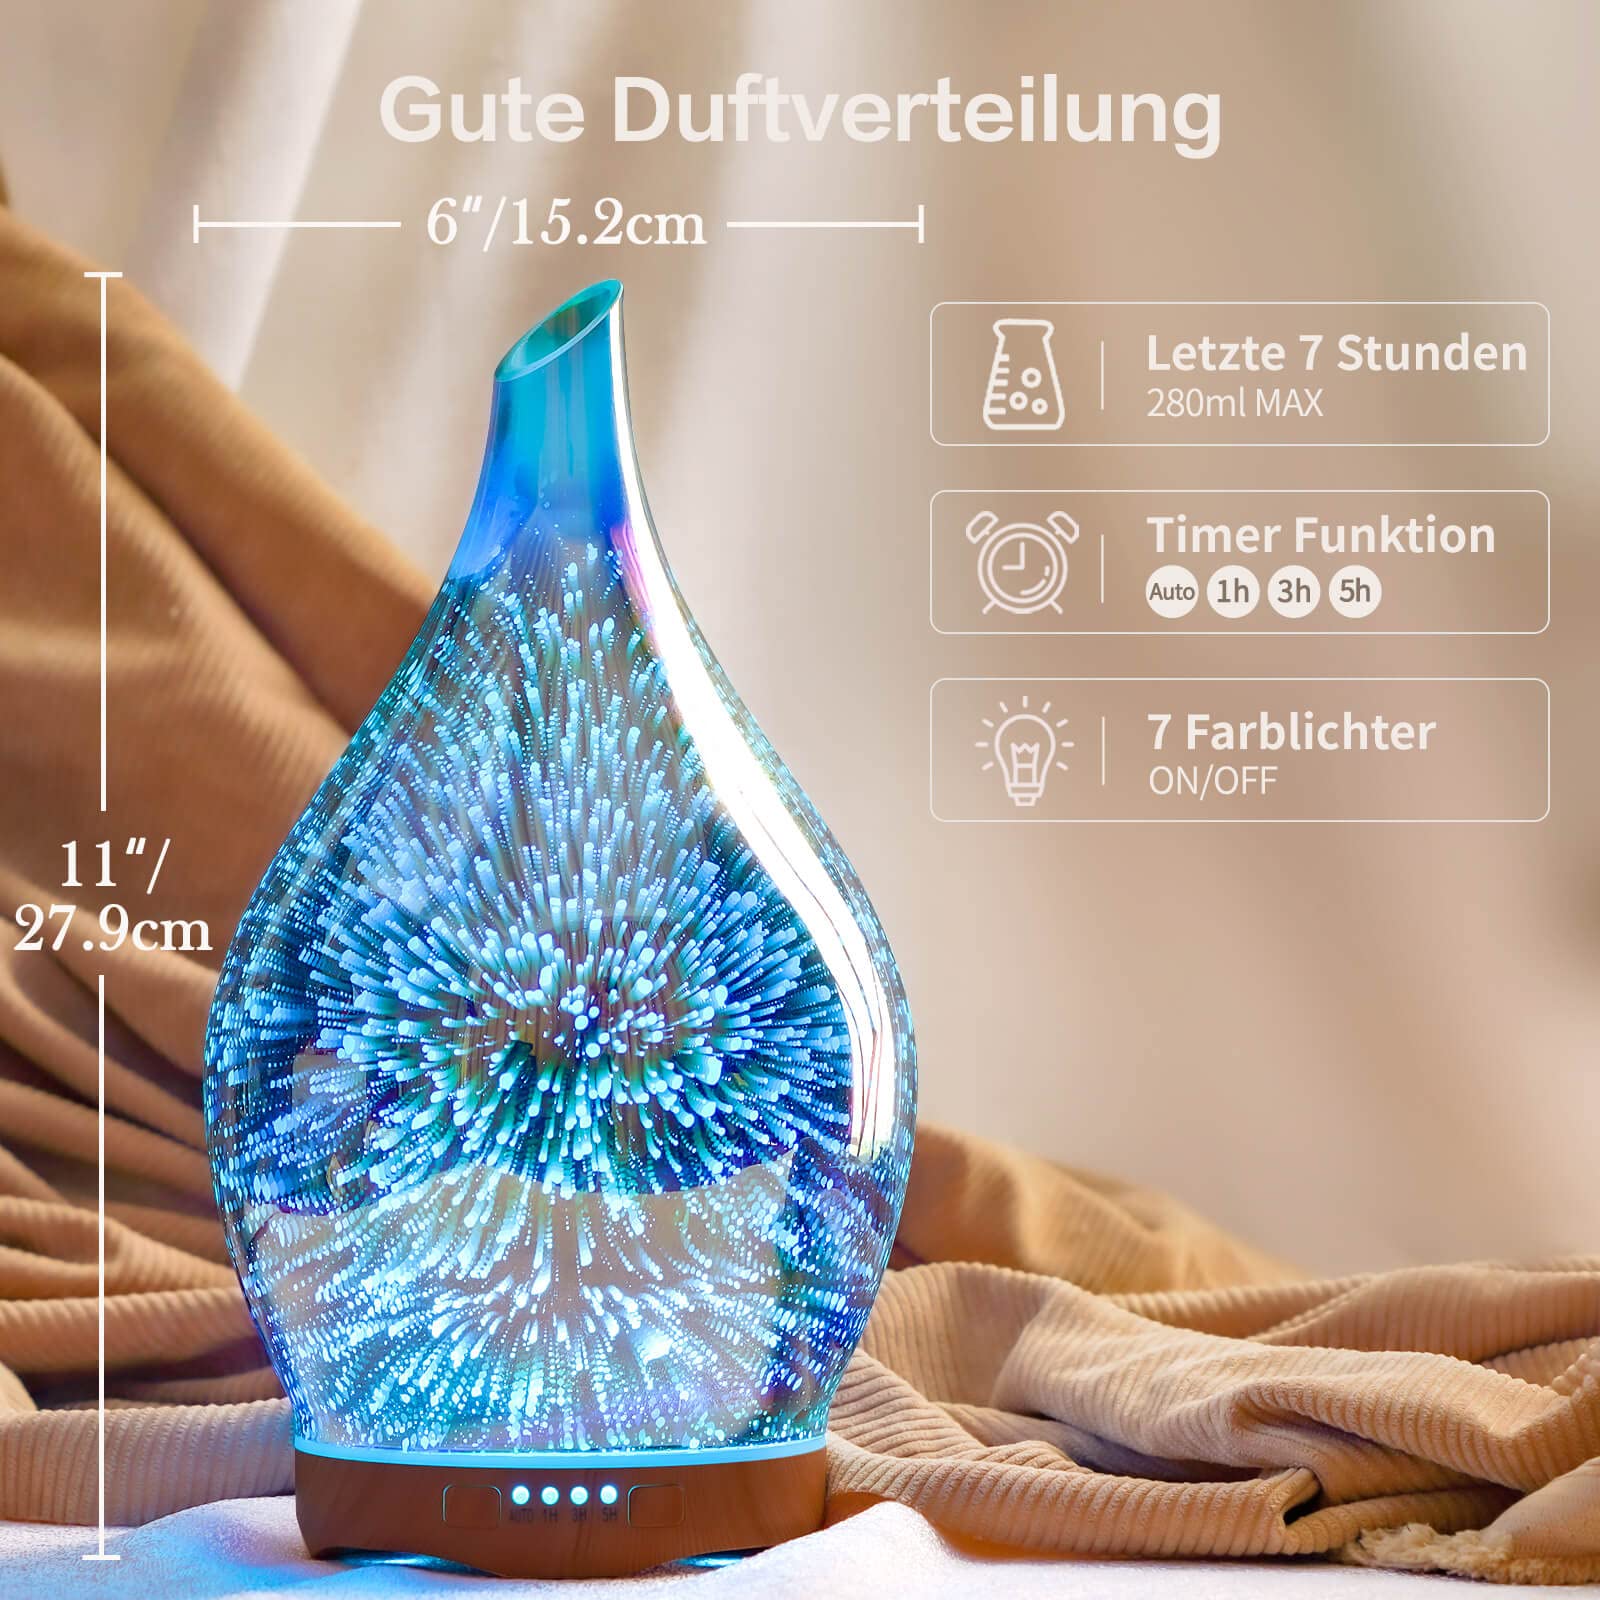 Gute Duftverteilung
6"/15.2cm
11"/
27.9cm
Letzte 7 Stunden
280ml MAX
Timer Funktion
Auto 1h 3h 5h
7 Farblichter
ON/OFF
AUTO 1H 3H 5H